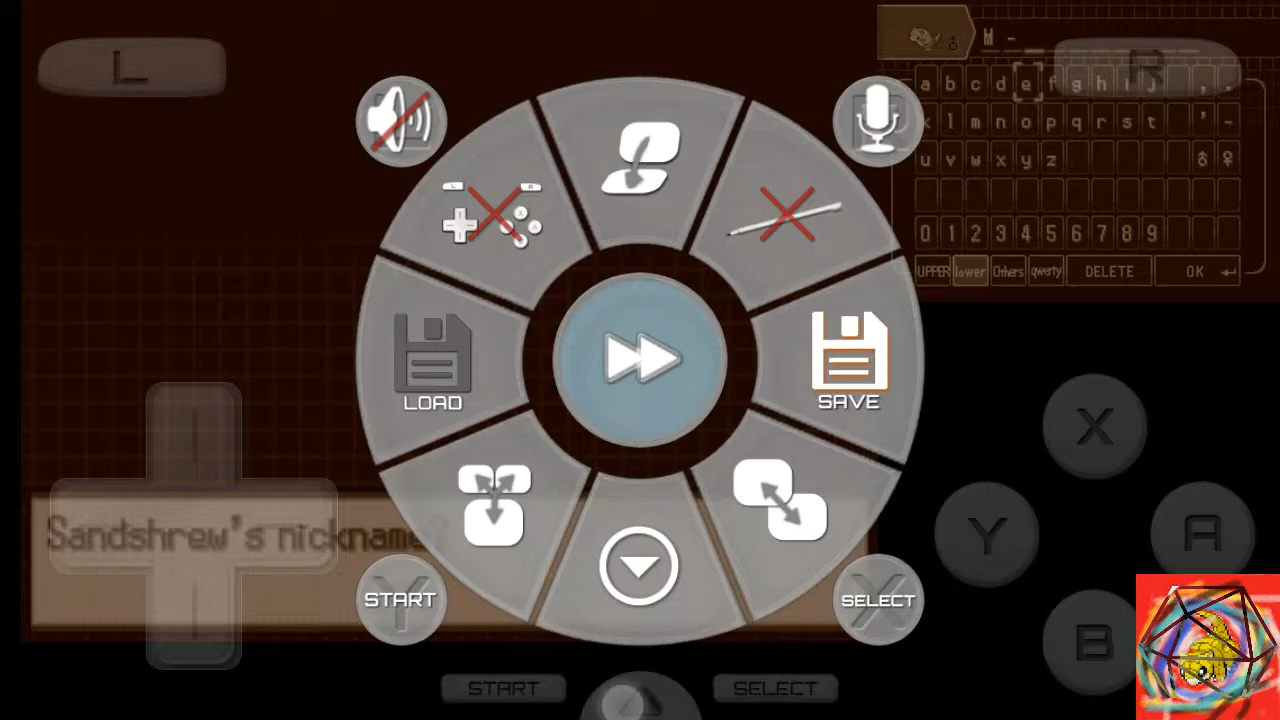 L
R
M -
a b c d e f g h i j , .
k l m n o p q r s t ' -
u v w x y z ♂ ♀
0 1 2 3 4 5 6 7 8 9
UPPER lower Others qwerty DELETE OK
LOAD
SAVE
X
Y
A
B
Sandshrew's nickname?
START
SELECT
START
SELECT